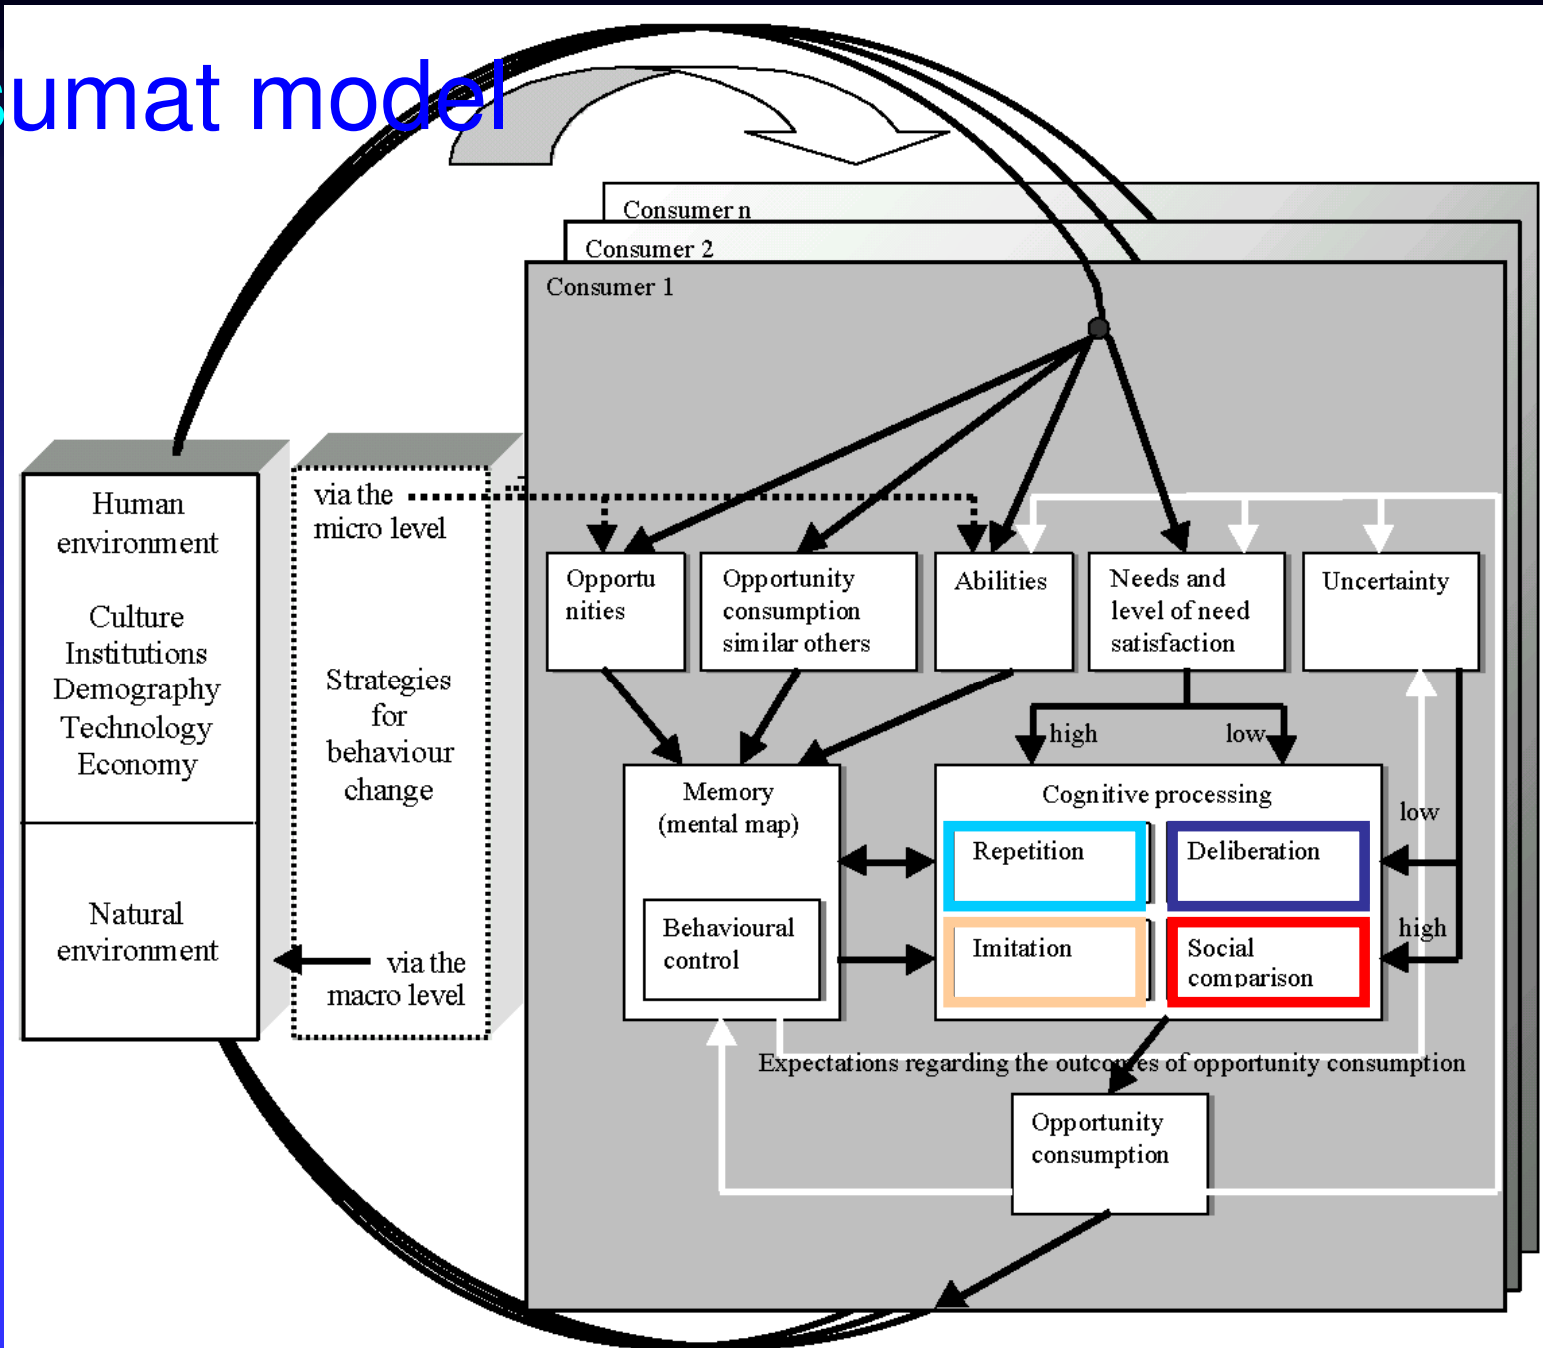 sumat model
Consumer n
Consumer 2
Consumer 1
Human
environment
Culture
Institutions
Demography
Technology
Economy
Natural
environment
via the
micro level
Strategies
for
behaviour
change
via the
macro level
Opportu
nities
Opportunity
consumption
similar others
Abilities
Needs and
level of need
satisfaction
Uncertainty
high
low
Memory
(mental map)
Behavioural
control
Cognitive processing
Repetition
Deliberation
Imitation
Social
comparison
low
high
Expectations regarding the outcomes of opportunity consumption
Opportunity
consumption